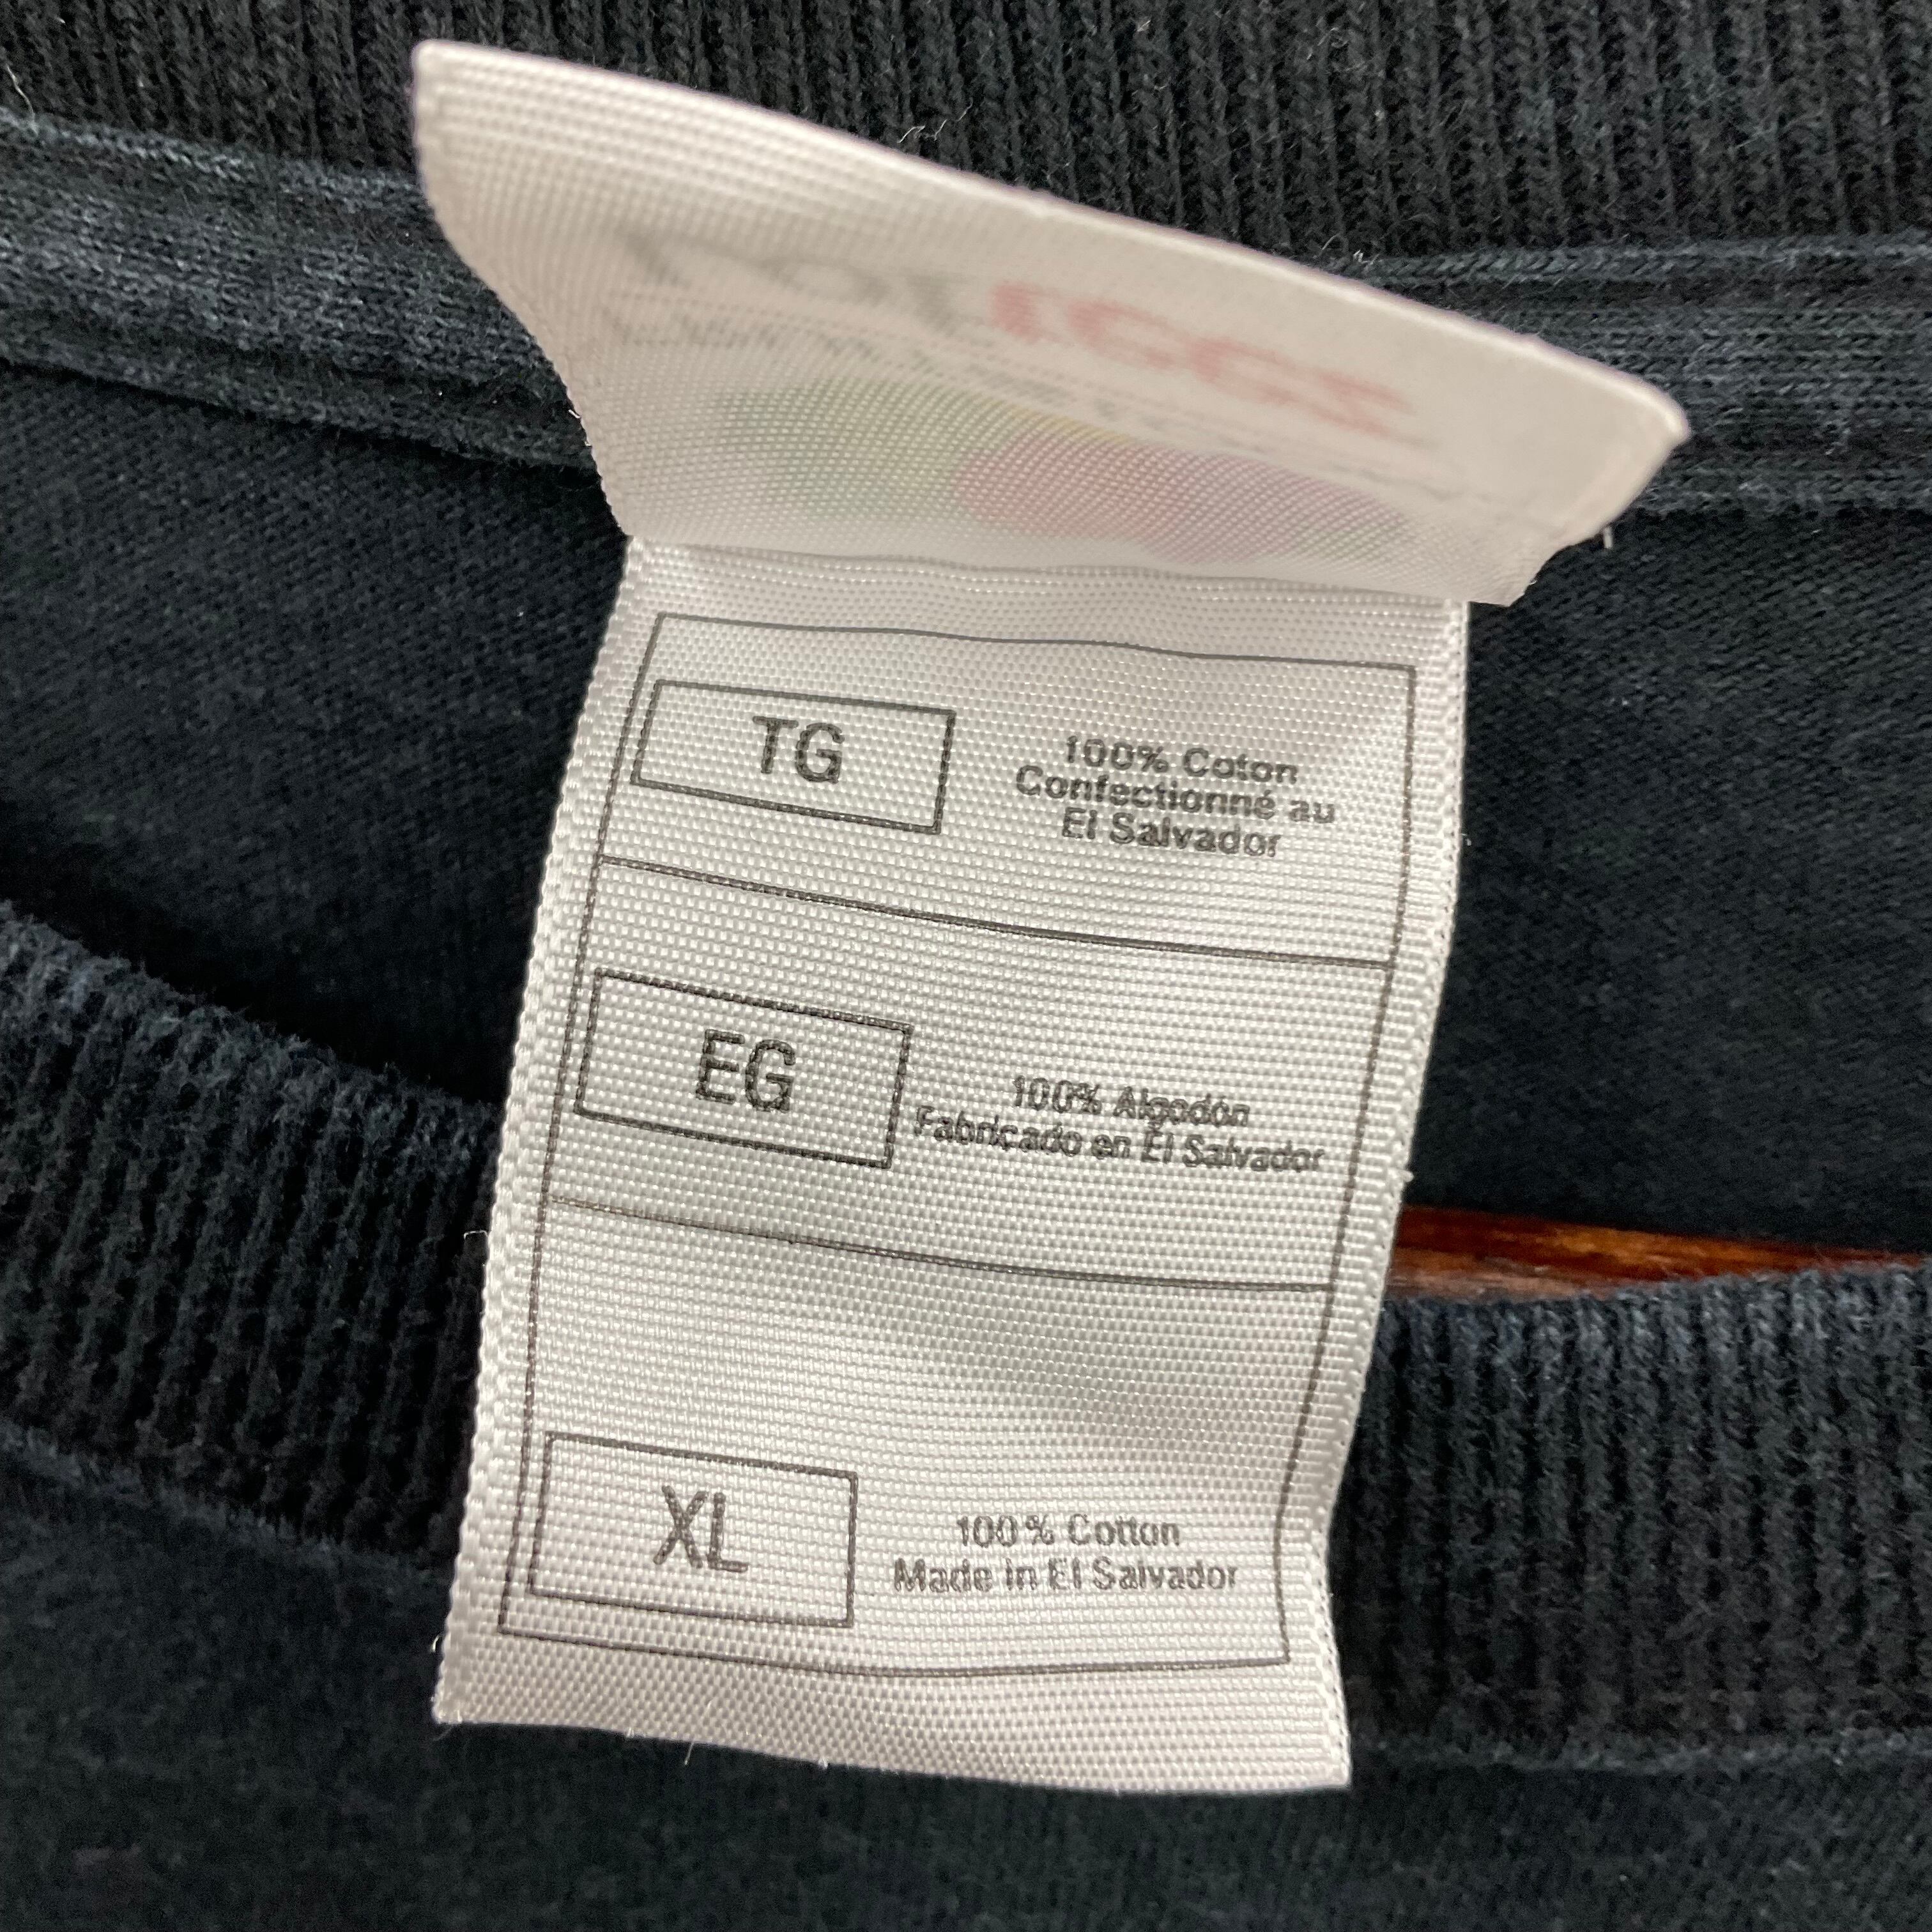 TG
100% Coton
Confectionné au
El Salvador
EG
100% Algodón
Fabricado en El Salvador
XL
100% Cotton
Made in El Salvador